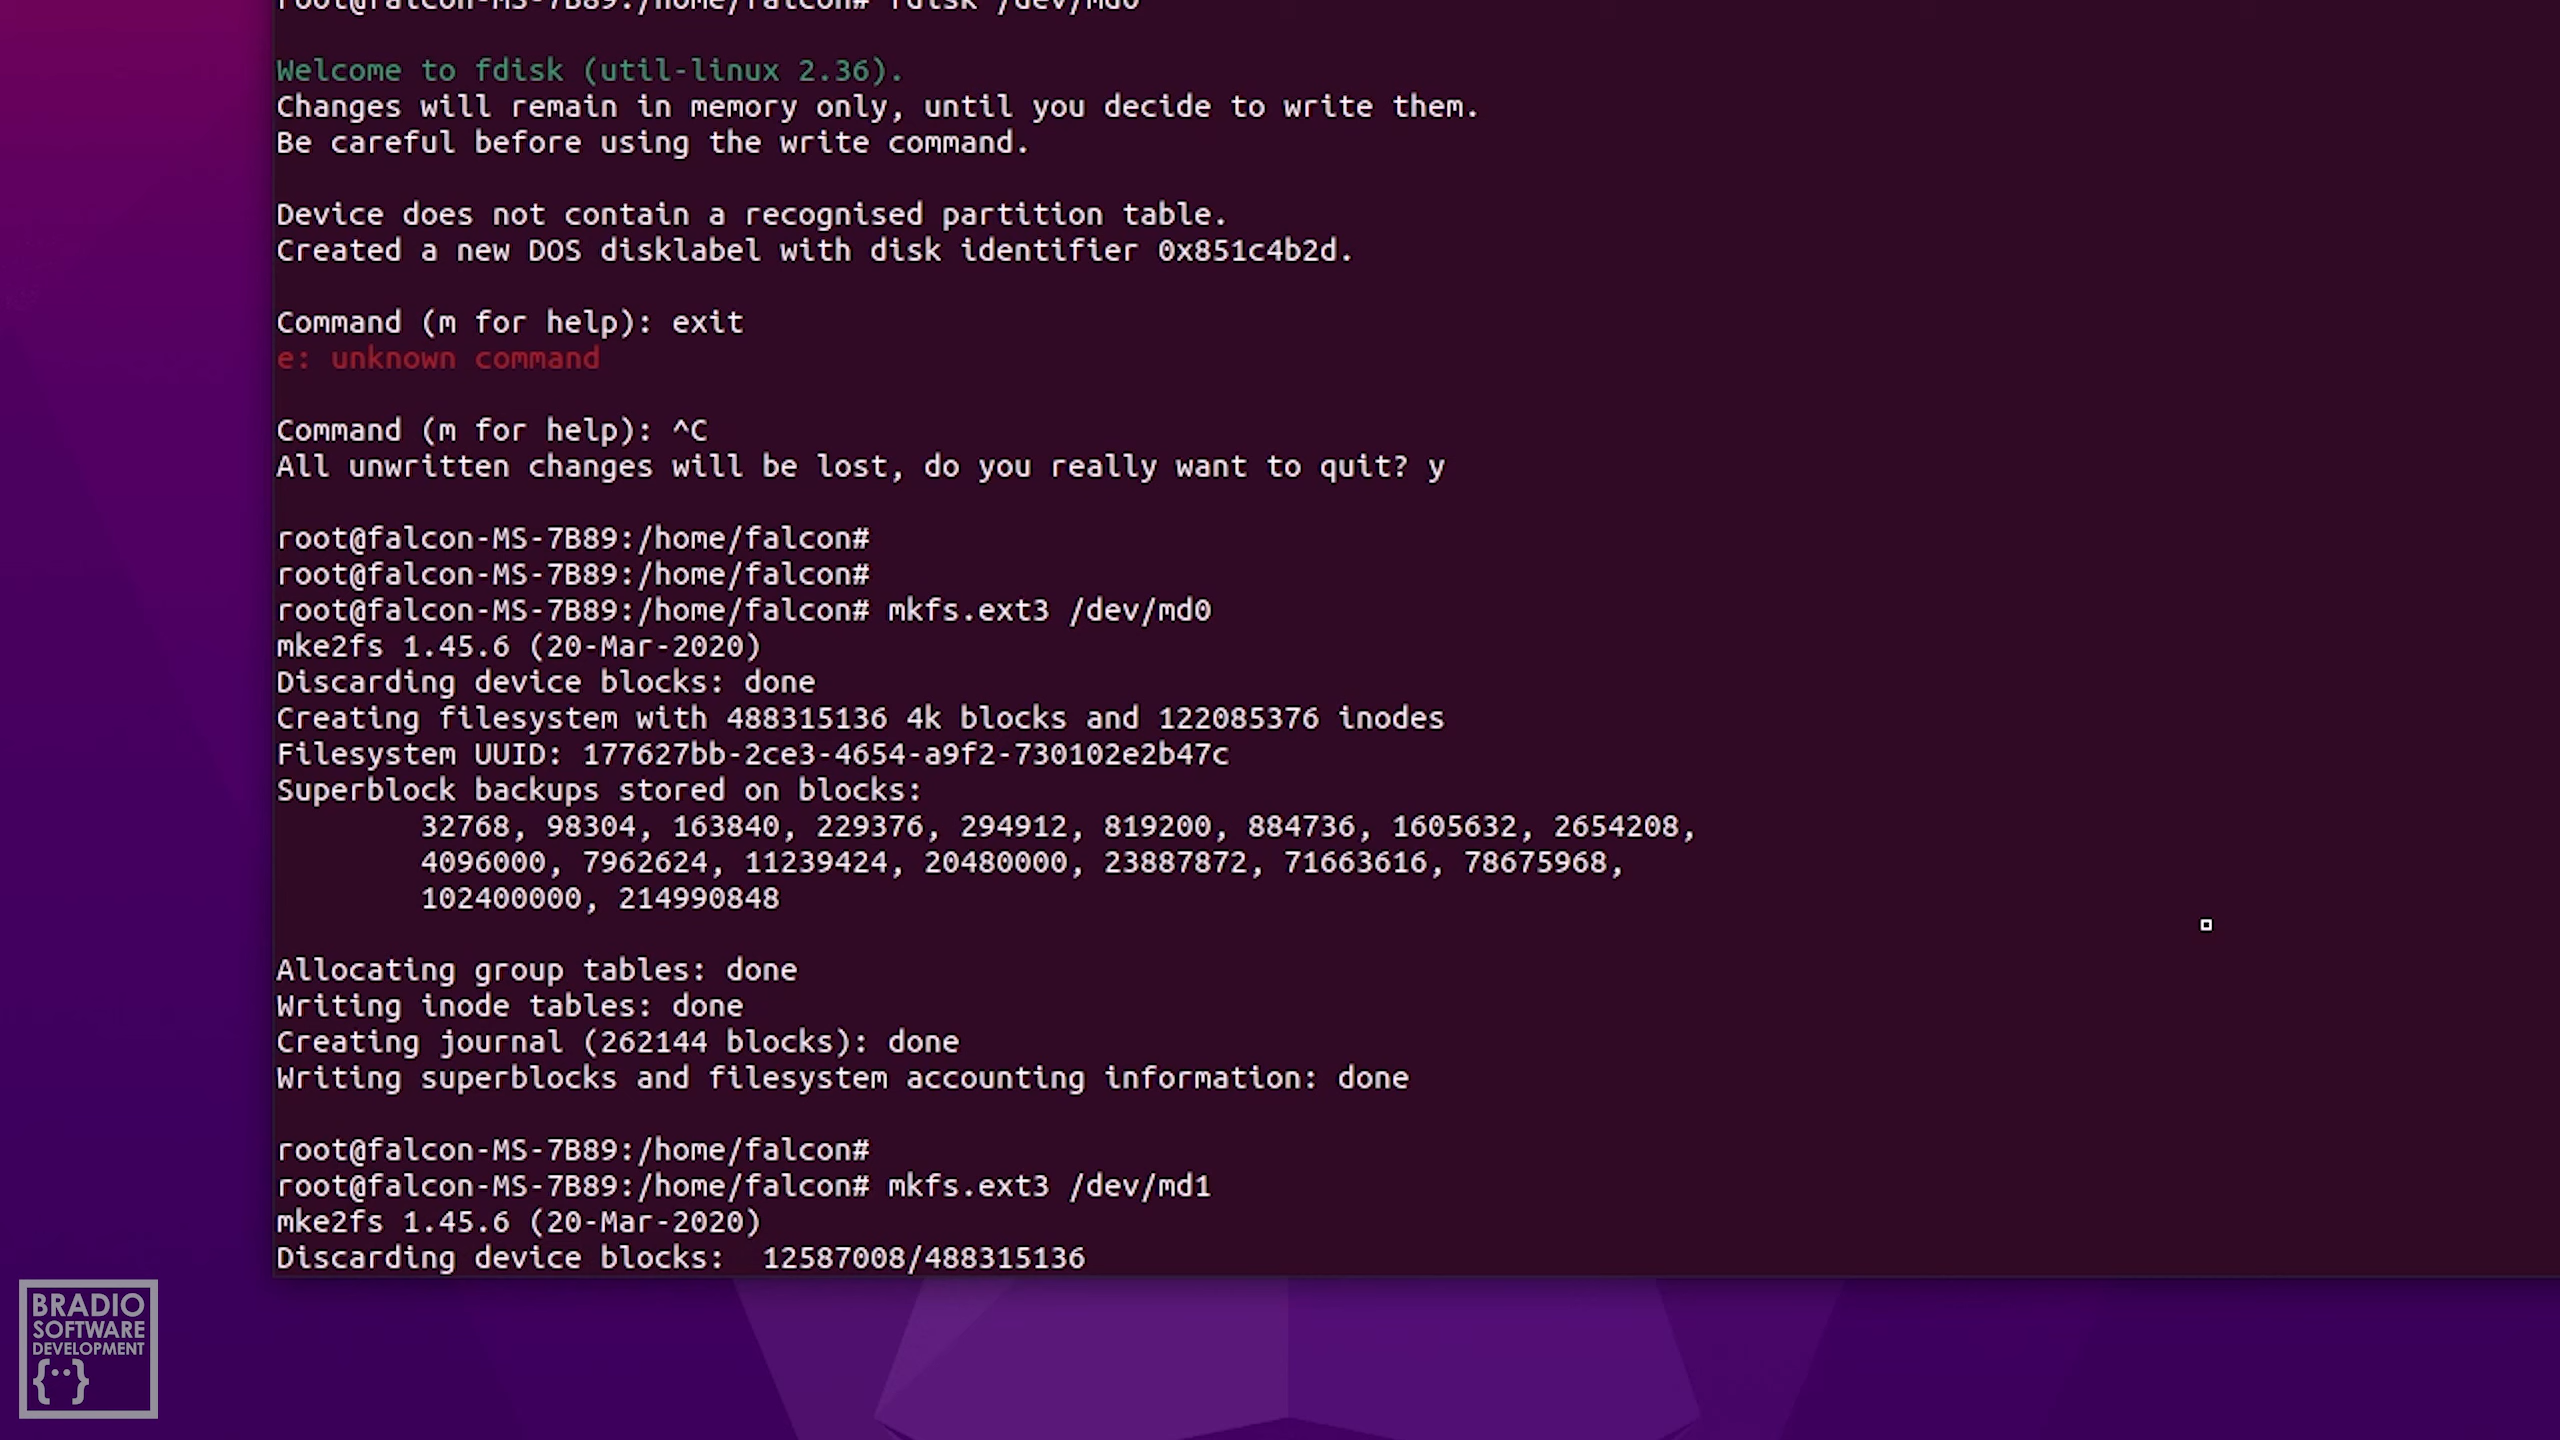 root@falcon-MS-7B89:/home/falcon# fdisk /dev/md0
Welcome to fdisk (util-linux 2.36).
Changes will remain in memory only, until you decide to write them.
Be careful before using the write command.
Device does not contain a recognised partition table.
Created a new DOS disklabel with disk identifier 0x851c4b2d.
Command (m for help): exit
e: unknown command
Command (m for help): ^C
All unwritten changes will be lost, do you really want to quit? y
root@falcon-MS-7B89:/home/falcon#
root@falcon-MS-7B89:/home/falcon#
root@falcon-MS-7B89:/home/falcon# mkfs.ext3 /dev/md0
mke2fs 1.45.6 (20-Mar-2020)
Discarding device blocks: done
Creating filesystem with 488315136 4k blocks and 122085376 inodes
Filesystem UUID: 177627bb-2ce3-4654-a9f2-730102e2b47c
Superblock backups stored on blocks:
32768, 98304, 163840, 229376, 294912, 819200, 884736, 1605632, 2654208,
4096000, 7962624, 11239424, 20480000, 23887872, 71663616, 78675968,
102400000, 214990848
Allocating group tables: done
Writing inode tables: done
Creating journal (262144 blocks): done
Writing superblocks and filesystem accounting information: done
root@falcon-MS-7B89:/home/falcon#
root@falcon-MS-7B89:/home/falcon# mkfs.ext3 /dev/md1
mke2fs 1.45.6 (20-Mar-2020)
Discarding device blocks:  12587008/488315136
BRADIO
SOFTWARE
DEVELOPMENT
{··}